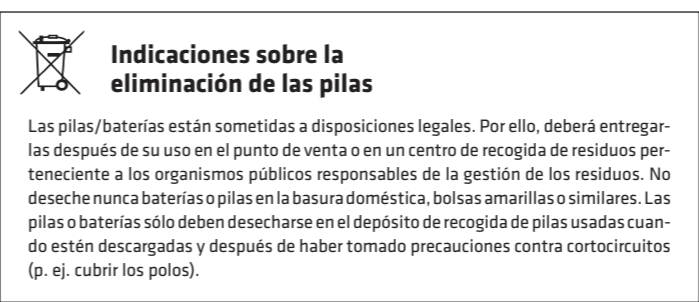 Indicaciones sobre la
eliminación de las pilas
Las pilas/baterías están sometidas a disposiciones legales. Por ello, deberá entregar-
las después de su uso en el punto de venta o en un centro de recogida de residuos per-
teneciente a los organismos públicos responsables de la gestión de los residuos. No
deseche nunca baterías o pilas en la basura doméstica, bolsas amarillas o similares. Las
pilas o baterías sólo deben desecharse en el depósito de recogida de pilas usadas cuan-
do estén descargadas y después de haber tomado precauciones contra cortocircuitos
(p. ej. cubrir los polos).